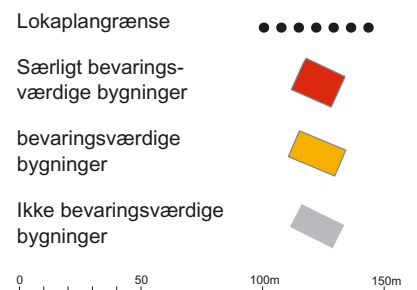 Lokaplangrænse
Særligt bevarings-
værdige bygninger
bevaringsværdige
bygninger
Ikke bevaringsværdige
bygninger
0 50 100m 150m